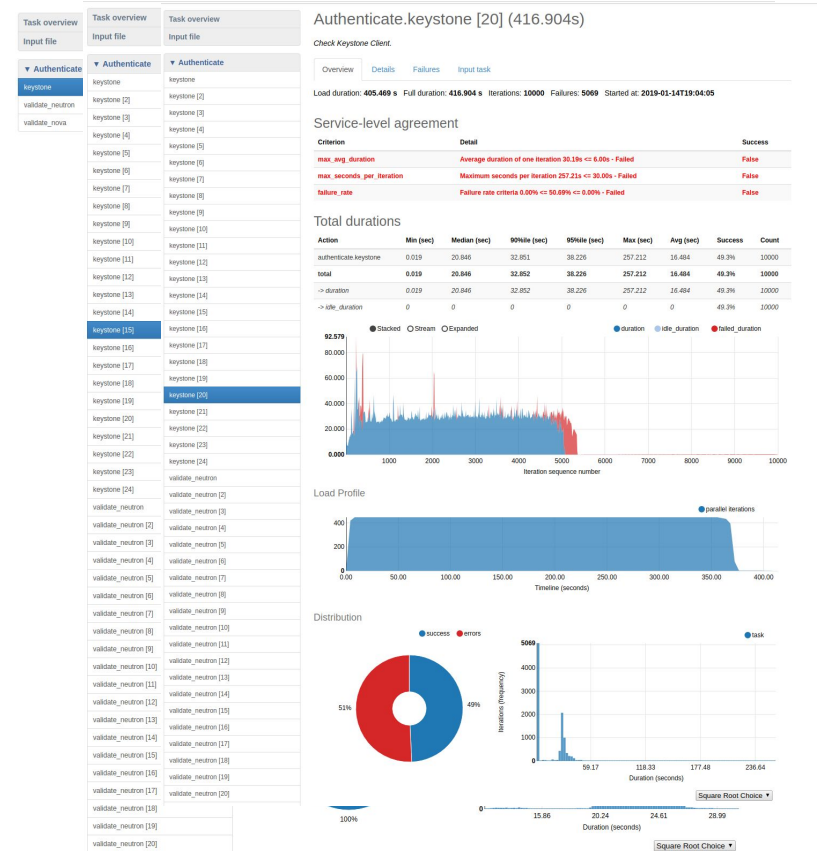 Task overview
Input file
▼ Authenticate
keystone
validate_neutron
validate_nova
Task overview
Input file
▼ Authenticate
keystone
keystone [2]
keystone [3]
keystone [4]
keystone [5]
keystone [6]
keystone [7]
keystone [8]
keystone [9]
keystone [10]
keystone [11]
keystone [12]
keystone [13]
keystone [14]
keystone [15]
keystone [16]
keystone [17]
keystone [18]
keystone [19]
keystone [20]
keystone [21]
keystone [22]
keystone [23]
keystone [24]
validate_neutron
validate_neutron [2]
validate_neutron [3]
validate_neutron [4]
validate_neutron [5]
validate_neutron [6]
validate_neutron [7]
validate_neutron [8]
validate_neutron [9]
validate_neutron [10]
validate_neutron [11]
validate_neutron [12]
validate_neutron [13]
validate_neutron [14]
validate_neutron [15]
validate_neutron [16]
validate_neutron [17]
validate_neutron [18]
validate_neutron [19]
validate_neutron [20]
Task overview
Input file
▼ Authenticate
keystone
keystone [2]
keystone [3]
keystone [4]
keystone [5]
keystone [6]
keystone [7]
keystone [8]
keystone [9]
keystone [10]
keystone [11]
keystone [12]
keystone [13]
keystone [14]
keystone [15]
keystone [16]
keystone [17]
keystone [18]
keystone [19]
keystone [20]
keystone [21]
keystone [22]
keystone [23]
keystone [24]
validate_neutron
validate_neutron [2]
validate_neutron [3]
validate_neutron [4]
validate_neutron [5]
validate_neutron [6]
validate_neutron [7]
validate_neutron [8]
validate_neutron [9]
validate_neutron [10]
validate_neutron [11]
validate_neutron [12]
validate_neutron [13]
validate_neutron [14]
validate_neutron [15]
validate_neutron [16]
validate_neutron [17]
validate_neutron [18]
validate_neutron [19]
validate_neutron [20]
Authenticate.keystone [20] (416.904s)
Check Keystone Client.
Overview Details Failures Input task
Load duration: 405.469 s Full duration: 416.904 s Iterations: 10000 Failures: 5069 Started at: 2019-01-14T19:04:05
Service-level agreement
Criterion Detail Success
max_avg_duration Average duration of one iteration 30.19s <= 6.00s - Failed False
max_seconds_per_iteration Maximum seconds per iteration 257.21s <= 30.00s - Failed False
failure_rate Failure rate criteria 0.00% <= 50.69% <= 0.00% - Failed False
Total durations
Action Min (sec) Median (sec) 90%ile (sec) 95%ile (sec) Max (sec) Avg (sec) Success Count
authenticate.keystone 0.019 20.846 32.851 38.226 257.212 16.484 49.3% 10000
total 0.019 20.846 32.852 38.226 257.212 16.484 49.3% 10000
-> duration 0.019 20.846 32.852 38.226 257.212 16.484 49.3% 10000
-> idle_duration 0 0 0 0 0 0 49.3% 10000
Stacked Stream Expanded duration idle_duration failed_duration
92.579
80.000
60.000
40.000
20.000
0.000
1000 2000 3000 4000 5000 6000 7000 8000 9000 10000
Iteration sequence number
Load Profile
parallel iterations
400
200
0
0.00 50.00 100.00 150.00 200.00 250.00 300.00 350.00 400.00
Timeline (seconds)
Distribution
success errors
51%
49%
task
Iterations (frequency)
5069
4000
3000
2000
1000
0
59.17 118.33 177.48 236.64
Duration (seconds)
Square Root Choice ▼
100%
0
15.86 20.24 24.61 28.99
Duration (seconds)
Square Root Choice ▼